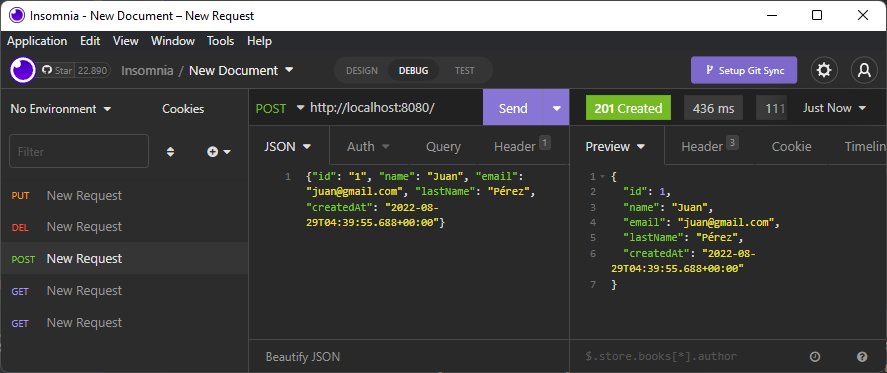 Insomnia - New Document – New Request
Application Edit View Window Tools Help
Star 22.890 Insomnia / New Document DESIGN DEBUG TEST Setup Git Sync
No Environment Cookies POST http://localhost:8080/ Send 201 Created 436 ms 111 Just Now
Filter JSON Auth Query Header 1 Preview Header 3 Cookie Timelin
PUT New Request
DEL New Request
POST New Request
GET New Request
GET New Request
1 {"id": "1", "name": "Juan", "email":
"juan@gmail.com", "lastName": "Pérez",
"createdAt": "2022-08-
29T04:39:55.688+00:00"}
1 {
2 "id": 1,
3 "name": "Juan",
4 "email": "juan@gmail.com",
5 "lastName": "Pérez",
6 "createdAt": "2022-08-
29T04:39:55.688+00:00"
7 }
Beautify JSON $.store.books[*].author